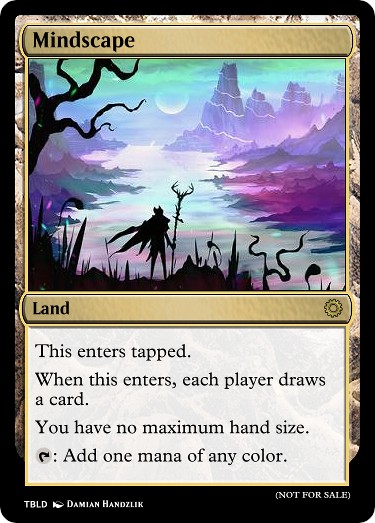 Mindscape
Land
This enters tapped.
When this enters, each player draws
a card.
You have no maximum hand size.
: Add one mana of any color.
TBLD Damian Handzlik
(NOT FOR SALE)